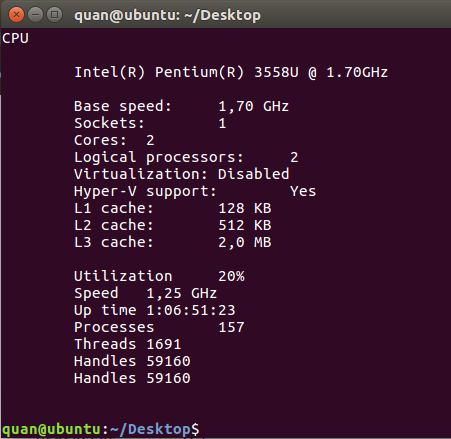 quan@ubuntu: ~/Desktop
CPU
Intel(R) Pentium(R) 3558U @ 1.70GHz
Base speed: 1,70 GHz
Sockets: 1
Cores: 2
Logical processors: 2
Virtualization: Disabled
Hyper-V support: Yes
L1 cache: 128 KB
L2 cache: 512 KB
L3 cache: 2,0 MB
Utilization 20%
Speed 1,25 GHz
Up time 1:06:51:23
Processes 157
Threads 1691
Handles 59160
Handles 59160
quan@ubuntu:~/Desktop$